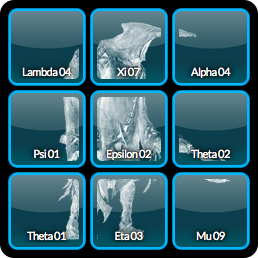 Lambda 04
Xi 07
Alpha 04
Psi 01
Epsilon 02
Theta 02
Theta 01
Eta 03
Mu 09